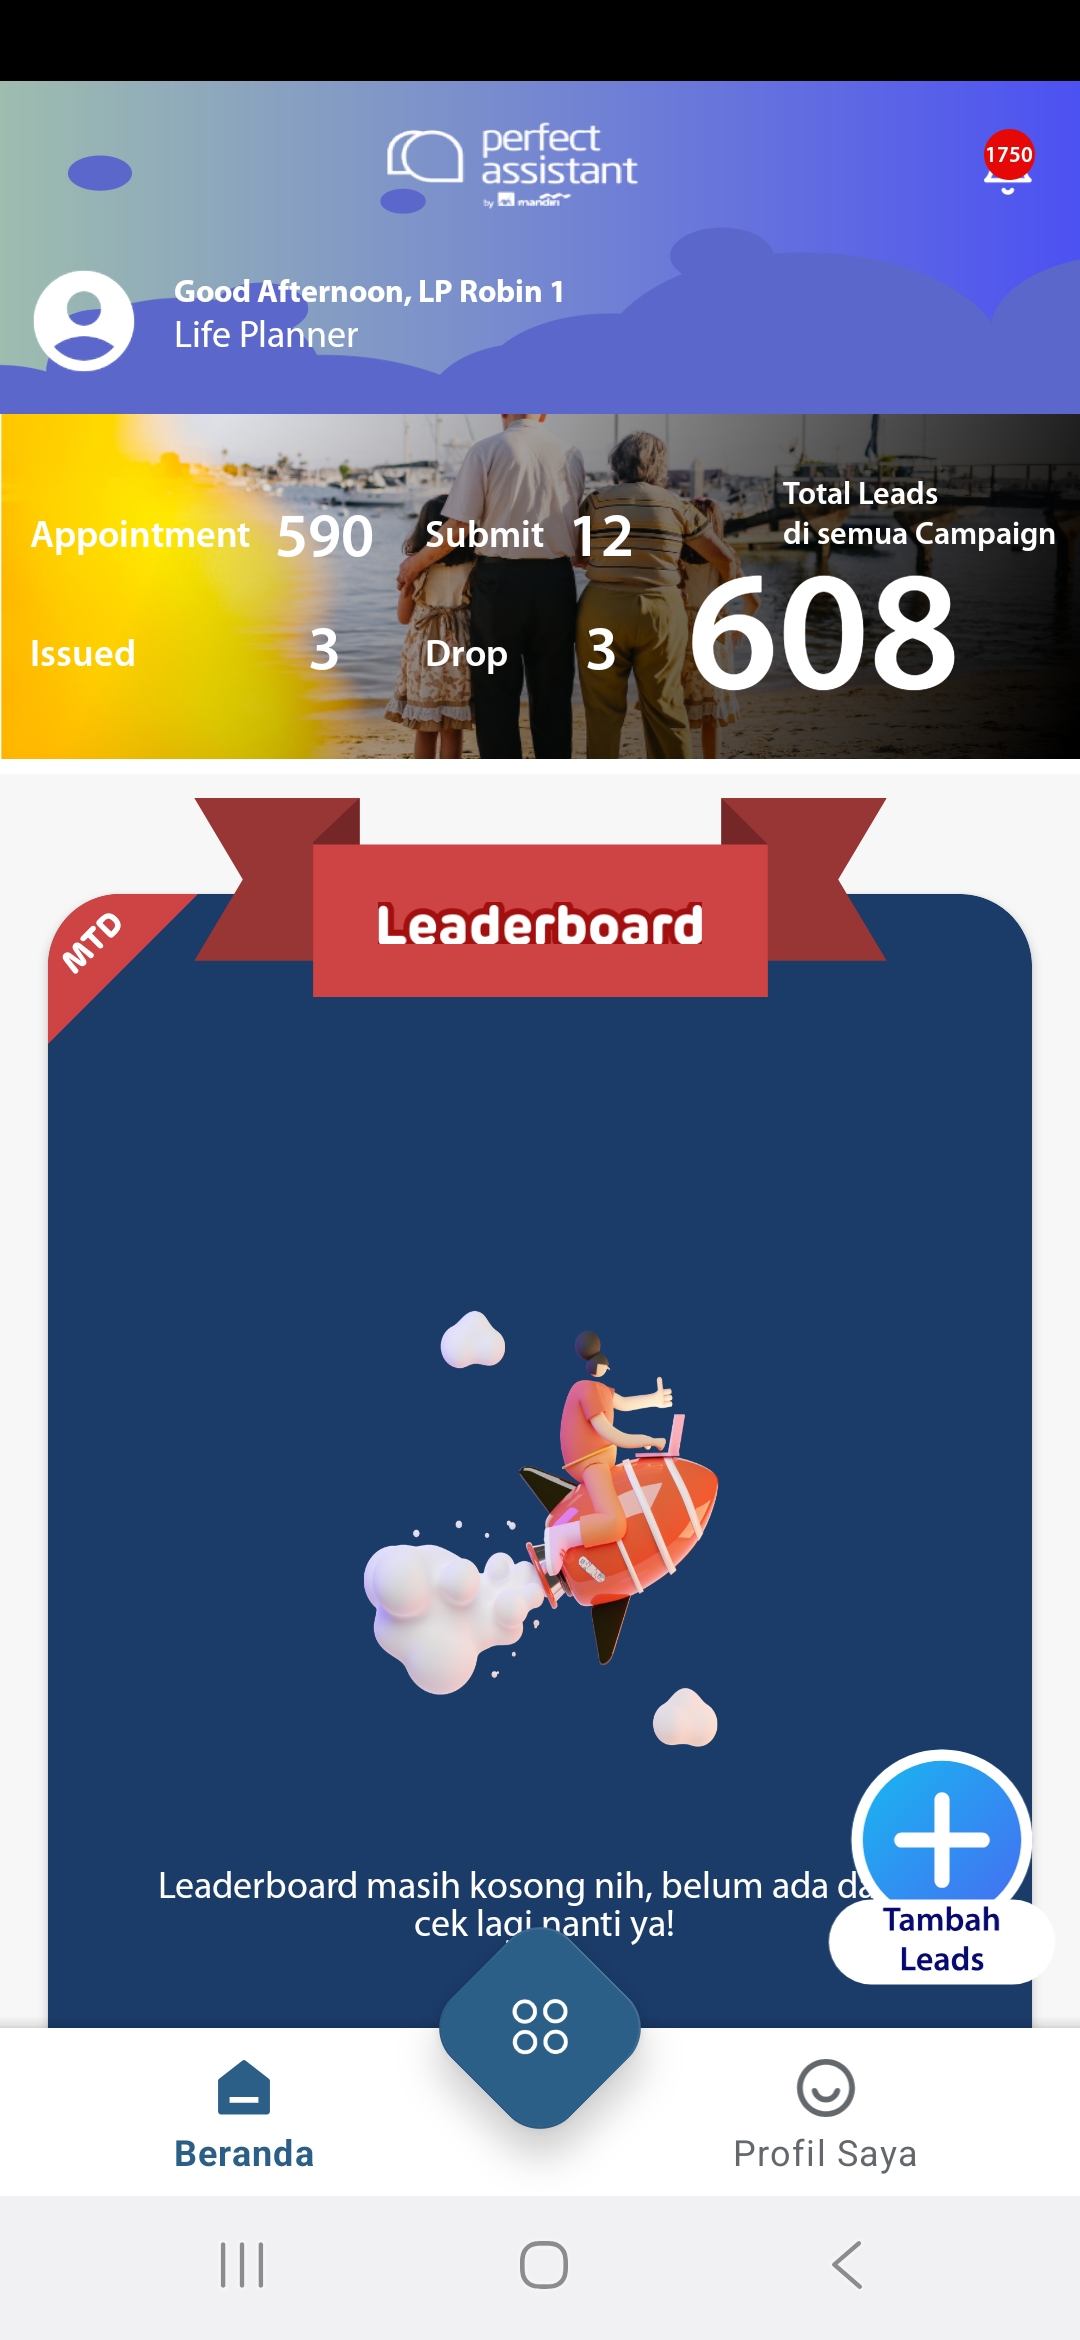 perfect
assistant
by AXA mandiri
1750
Good Afternoon, LP Robin 1
Life Planner
Total Leads
di semua Campaign
Appointment 590 Submit 12
608
Issued 3 Drop 3
MTD
Leaderboard
Leaderboard masih kosong nih, belum ada da
cek lagi nanti ya!
Tambah
Leads
Beranda
Profil Saya